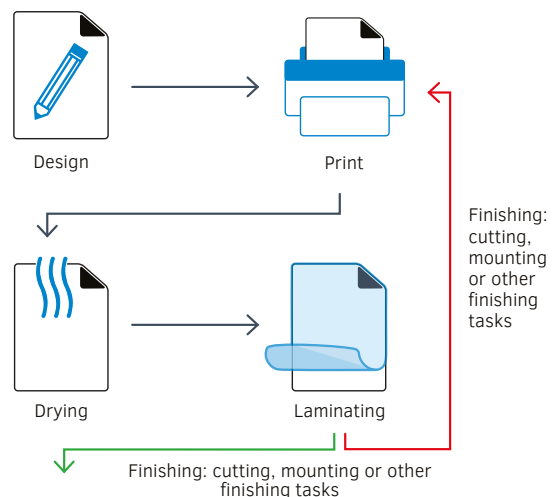 Design
Print
Finishing:
cutting,
mounting
or other
finishing
tasks
Drying
Laminating
Finishing: cutting, mounting or other
finishing tasks